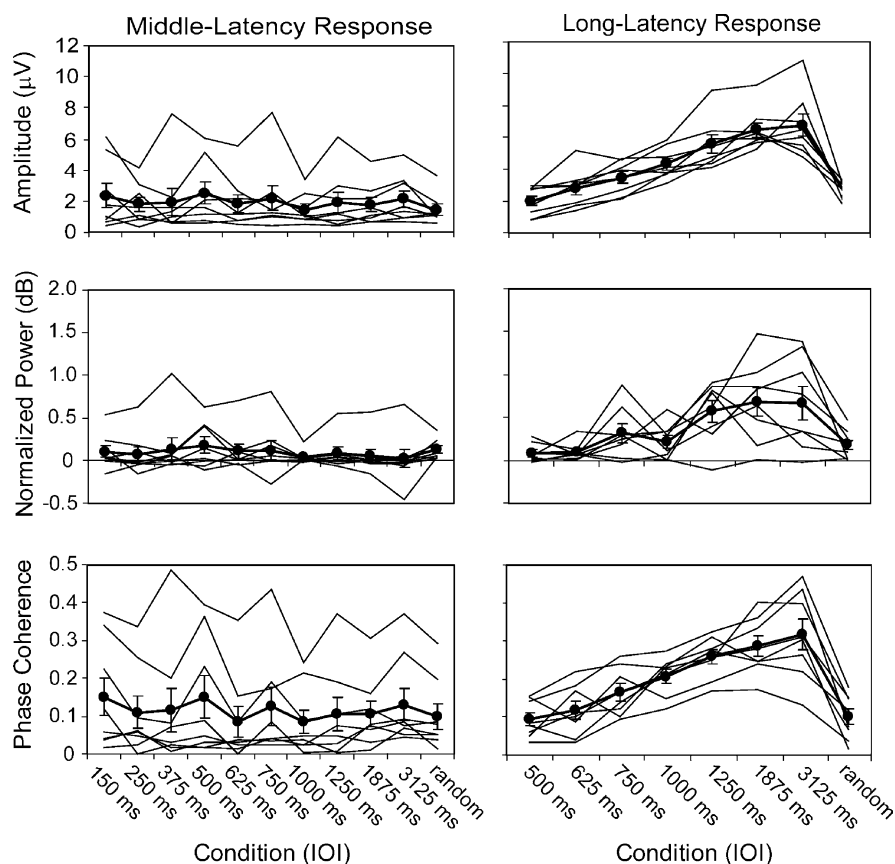 Middle-Latency Response
Long-Latency Response
Amplitude (μV)
12
10
8
6
4
2
0
Normalized Power (dB)
2.0
1.5
1.0
0.5
0
-0.5
Phase Coherence
0.5
0.4
0.3
0.2
0.1
0
150 ms
250 ms
375 ms
500 ms
625 ms
750 ms
1000 ms
1250 ms
1875 ms
3125 ms
random
500 ms
625 ms
750 ms
1000 ms
1250 ms
1875 ms
3125 ms
random
Condition (IOI)
Condition (IOI)